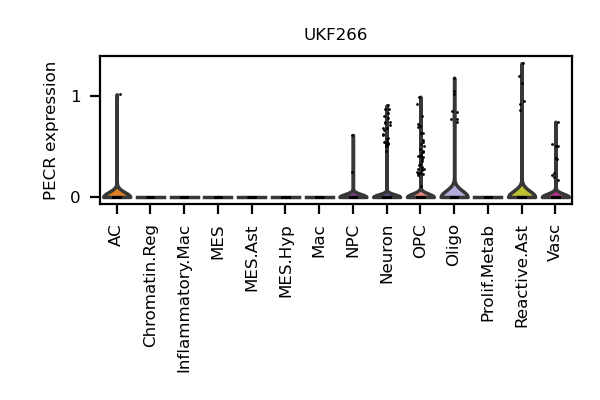 UKF266
PECR expression
1
0
AC
Chromatin.Reg
Inflammatory.Mac
MES
MES.Ast
MES.Hyp
Mac
NPC
Neuron
OPC
Oligo
Prolif.Metab
Reactive.Ast
Vasc